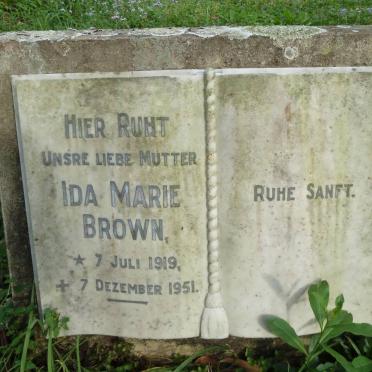 HIER RUHT
UNSRE LIEBE MUTTER
IDA MARIE
BROWN,
* 7 JULI 1919,
+ 7 DEZEMBER 1951.
RUHE SANFT.